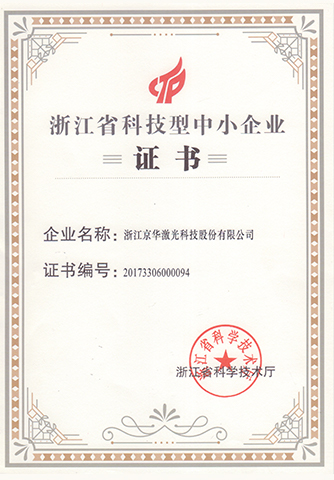 浙江省科技型中小企业
证书
企业名称：浙江京华激光科技股份有限公司
证书编号：20173306000094
浙江省科学技术厅
浙江省科学技术厅